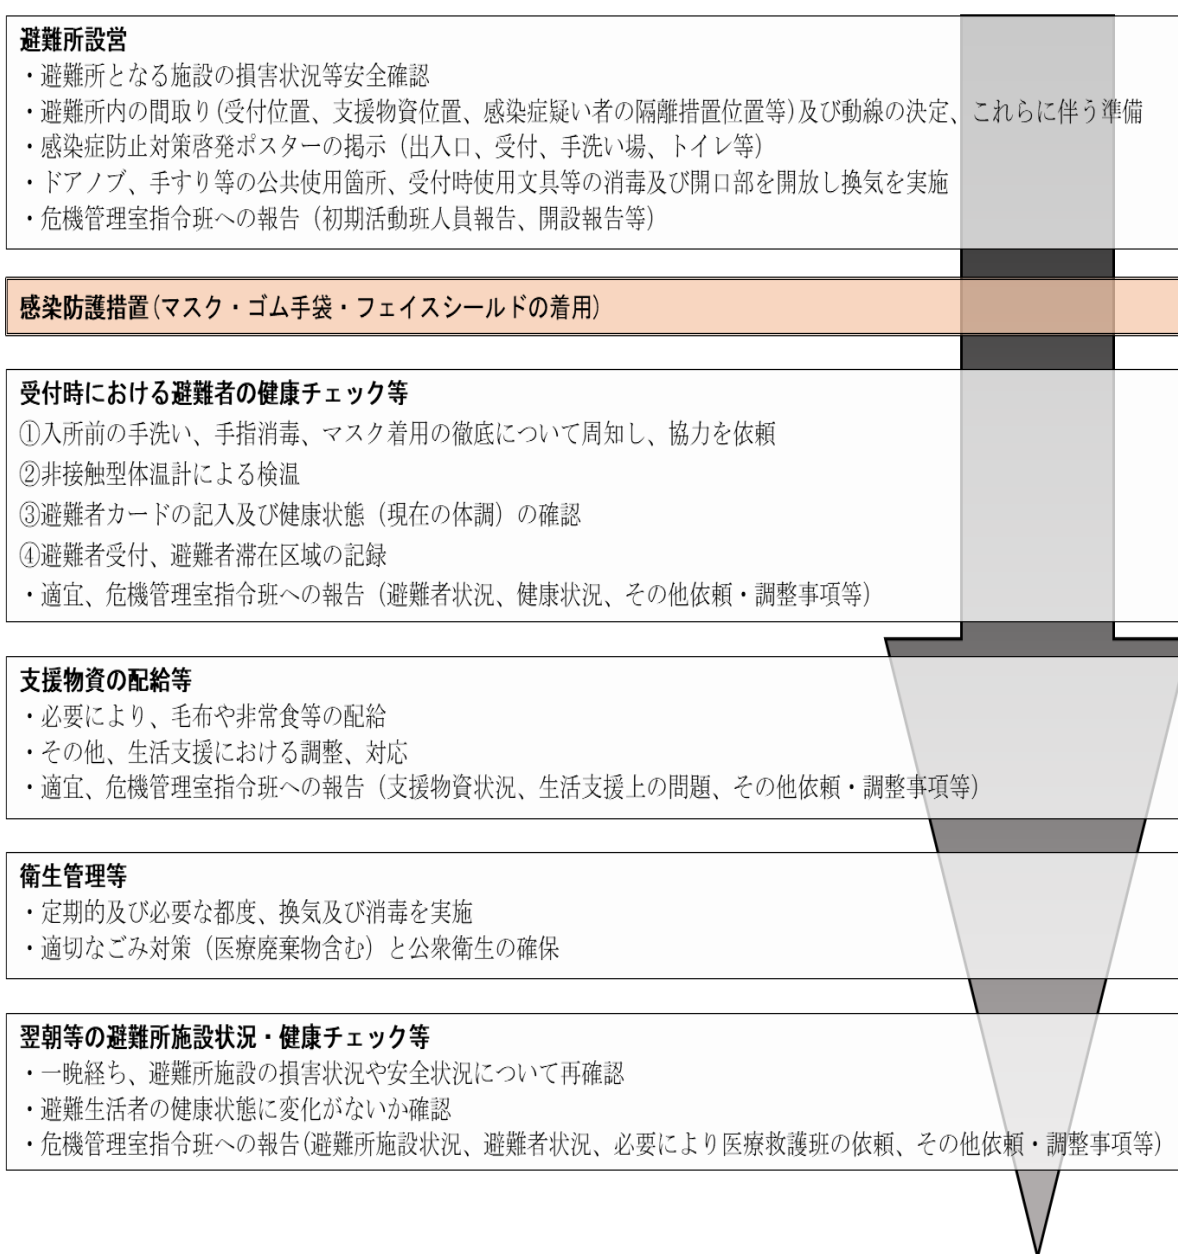 避難所設営
・避難所となる施設の損害状況等安全確認
・避難所内の間取り(受付位置、支援物資位置、感染症疑い者の隔離措置位置等)及び動線の決定、これらに伴う準備
・感染症防止対策啓発ポスターの掲示（出入口、受付、手洗い場、トイレ等）
・ドアノブ、手すり等の公共使用箇所、受付時使用文具等の消毒及び開口部を開放し換気を実施
・危機管理室指令班への報告（初期活動班人員報告、開設報告等）
感染防護措置(マスク・ゴム手袋・フェイスシールドの着用)
受付時における避難者の健康チェック等
①入所前の手洗い、手指消毒、マスク着用の徹底について周知し、協力を依頼
②非接触型体温計による検温
③避難者カードの記入及び健康状態（現在の体調）の確認
④避難者受付、避難者滞在区域の記録
・適宜、危機管理室指令班への報告（避難者状況、健康状況、その他依頼・調整事項等）
支援物資の配給等
・必要により、毛布や非常食等の配給
・その他、生活支援における調整、対応
・適宜、危機管理室指令班への報告（支援物資状況、生活支援上の問題、その他依頼・調整事項等）
衛生管理等
・定期的及び必要な都度、換気及び消毒を実施
・適切なごみ対策（医療廃棄物含む）と公衆衛生の確保
翌朝等の避難所施設状況・健康チェック等
・一晩経ち、避難所施設の損害状況や安全状況について再確認
・避難生活者の健康状態に変化がないか確認
・危機管理室指令班への報告(避難所施設状況、避難者状況、必要により医療救護班の依頼、その他依頼・調整事項等)